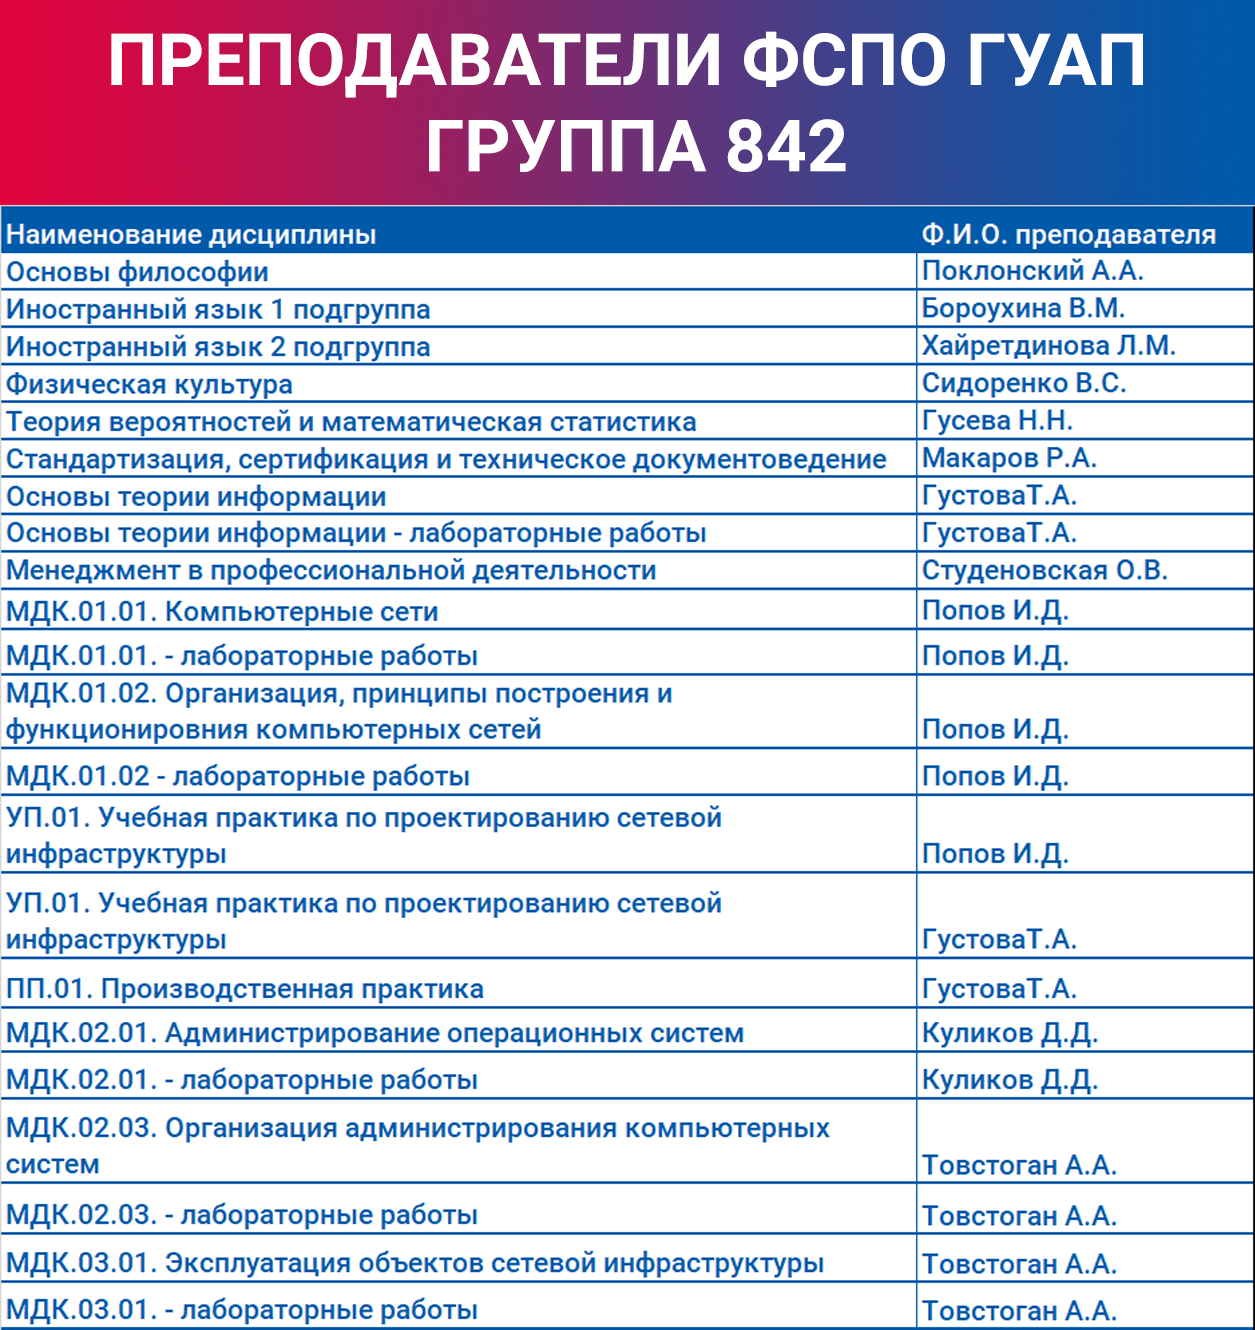 ПРЕПОДАВАТЕЛИ ФСПО ГУАП
ГРУППА 842
Наименование дисциплины Ф.И.О. преподавателя
Основы философии Поклонский А.А.
Иностранный язык 1 подгруппа Бороухина В.М.
Иностранный язык 2 подгруппа Хайретдинова Л.М.
Физическая культура Сидоренко В.С.
Теория вероятностей и математическая статистика Гусева Н.Н.
Стандартизация, сертификация и техническое документоведение Макаров Р.А.
Основы теории информации ГустоваТ.А.
Основы теории информации - лабораторные работы ГустоваТ.А.
Менеджмент в профессиональной деятельности Студеновская О.В.
МДК.01.01. Компьютерные сети Попов И.Д.
МДК.01.01. - лабораторные работы Попов И.Д.
МДК.01.02. Организация, принципы построения и
функционировния компьютерных сетей Попов И.Д.
МДК.01.02 - лабораторные работы Попов И.Д.
УП.01. Учебная практика по проектированию сетевой
инфраструктуры Попов И.Д.
УП.01. Учебная практика по проектированию сетевой
инфраструктуры ГустоваТ.А.
ПП.01. Производственная практика ГустоваТ.А.
МДК.02.01. Администрирование операционных систем Куликов Д.Д.
МДК.02.01. - лабораторные работы Куликов Д.Д.
МДК.02.03. Организация администрирования компьютерных
систем Товстоган А.А.
МДК.02.03. - лабораторные работы Товстоган А.А.
МДК.03.01. Эксплуатация объектов сетевой инфраструктуры Товстоган А.А.
МДК.03.01. - лабораторные работы Товстоган А.А.